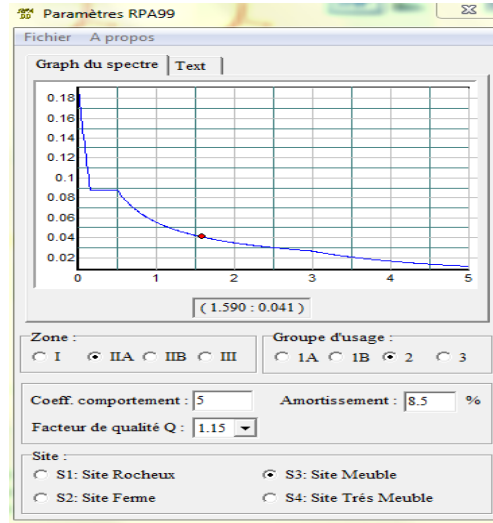 Paramètres RPA99
Fichier A propos
Graph du spectre Text
0.18
0.16
0.14
0.12
0.1
0.08
0.06
0.04
0.02
0 1 2 3 4 5
( 1.590 : 0.041 )
Zone : Groupe d'usage :
I IIA IIB III 1A 1B 2 3
Coeff. comportement : 5 Amortissement : 8.5 %
Facteur de qualité Q : 1.15
Site :
S1: Site Rocheux S3: Site Meuble
S2: Site Ferme S4: Site Trés Meuble